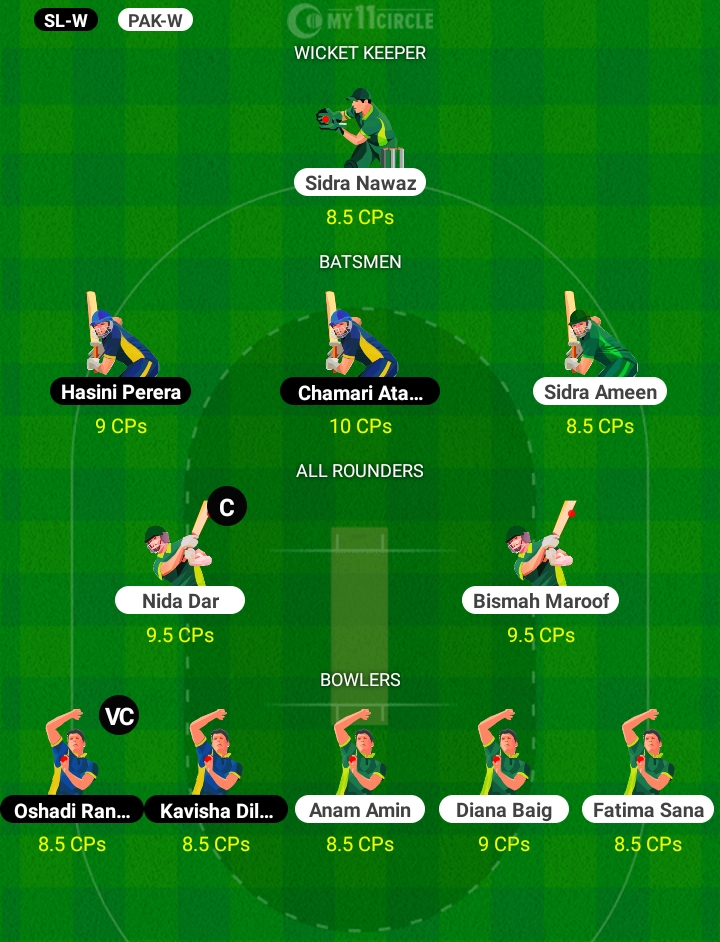 SL-W PAK-W
MY11CIRCLE
WICKET KEEPER
Sidra Nawaz
8.5 CPs
BATSMEN
Hasini Perera Chamari Ata... Sidra Ameen
9 CPs 10 CPs 8.5 CPs
ALL ROUNDERS
C
Nida Dar Bismah Maroof
9.5 CPs 9.5 CPs
BOWLERS
VC
Oshadi Ran... Kavisha Dil... Anam Amin Diana Baig Fatima Sana
8.5 CPs 8.5 CPs 8.5 CPs 9 CPs 8.5 CPs